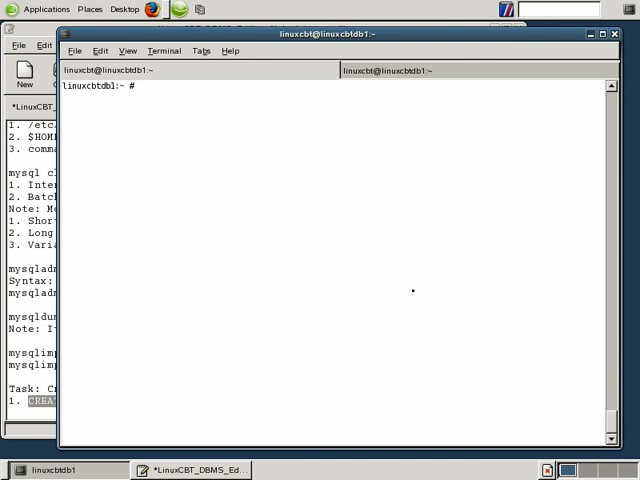 Applications Places Desktop
linuxcbt@linuxcbtdb1:~
File Edit
File Edit View Terminal Tabs Help
New
linuxcbt@linuxcbtdb1:~
linuxcbt@linuxcbtdb1:~
linuxcbtdb1:~ #
*LinuxCBT_
1. /etc
2. $HOM
3. comma
mysql cl
1. Inter
2. Batc
Note: Mo
1. Shor
2. Long
3. Varia
mysqladm
Syntax:
mysqladm
mysqldum
Note: I
mysqlimp
mysqlimp
Task: Cr
1. CREAT
linuxcbtdb1
*LinuxCBT_DBMS_Ed...